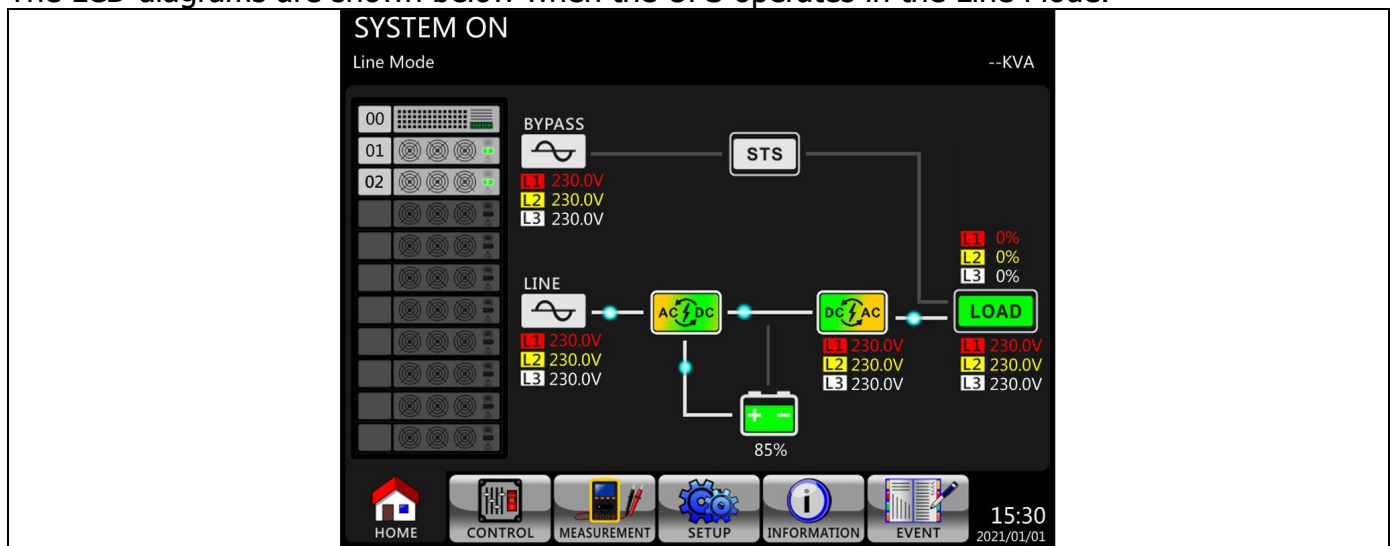 The LCD diagrams are shown below when the UPS operates in the Line Mode.
SYSTEM ON
Line Mode
--KVA
00
01
02
BYPASS
STS
L1 230.0V
L2 230.0V
L3 230.0V
L1 0%
L2 0%
L3 0%
LINE
AC DC
DC AC
LOAD
L1 230.0V
L2 230.0V
L3 230.0V
L1 230.0V
L2 230.0V
L3 230.0V
L1 230.0V
L2 230.0V
L3 230.0V
+ -
85%
HOME
CONTROL
MEASUREMENT
SETUP
INFORMATION
EVENT
15:30
2021/01/01